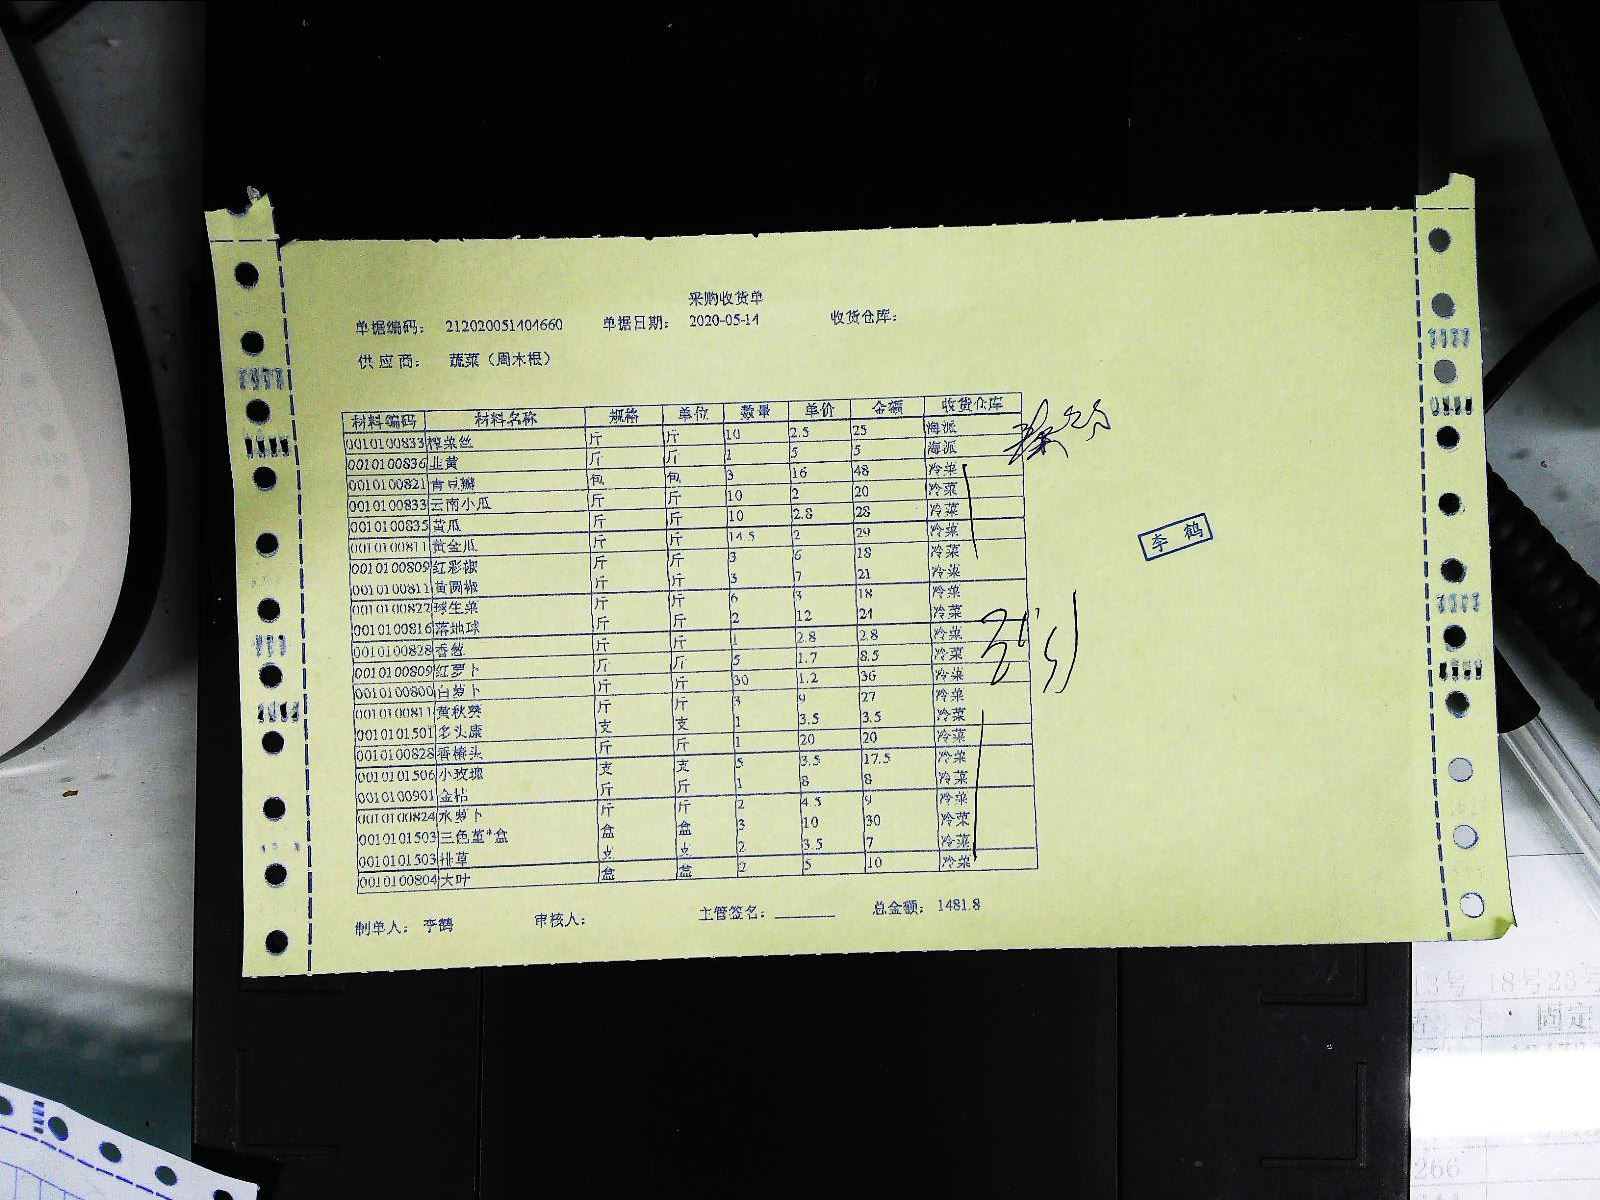 采购收货单
单据编码： 212020051404660 单据日期： 2020-05-14 收货仓库：
供 应 商： 蔬菜（周木根）
材料编码 材料名称 规格 单位 数量 单价 金额 收货仓库
0010100833 榨菜丝 斤 斤 10 2.5 25 海派
0010100836 韭黄 斤 斤 1 5 5 海派
0010100821 青豆瓣 包 包 3 16 48 冷菜
0010100833 云南小瓜 斤 斤 10 2 20 冷菜
0010100835 黄瓜 斤 斤 10 2.8 28 冷菜
0010100811 黄金瓜 斤 斤 14.5 2 29 冷菜
0010100809 红彩椒 斤 斤 3 6 18 冷菜
0010100811 黄圆椒 斤 斤 3 7 21 冷菜
0010100822 球生菜 斤 斤 6 3 18 冷菜
0010100816 落地球 斤 斤 2 12 24 冷菜
0010100828 香葱 斤 斤 1 2.8 2.8 冷菜
0010100809 红萝卜 斤 斤 5 1.7 8.5 冷菜
0010100800 白萝卜 斤 斤 30 1.2 36 冷菜
0010100811 黄秋葵 斤 斤 3 9 27 冷菜
0010101501 多头康 支 支 1 3.5 3.5 冷菜
0010100828 香椿头 斤 斤 1 20 20 冷菜
0010101506 小玫瑰 支 支 5 3.5 17.5 冷菜
0010100901 金桔 斤 斤 1 8 8 冷菜
0010100824 水萝卜 斤 斤 2 4.5 9 冷菜
0010101503 三色堇*盒 盒 盒 3 10 30 冷菜
0010101503 排草 支 支 2 3.5 7 冷菜
0010100804 大叶 盒 盒 2 5 10 冷菜
李 鹤
制单人： 李鹤 审核人： 主管签名：______ 总金额： 1481.8
13号 18号23号
固定
266